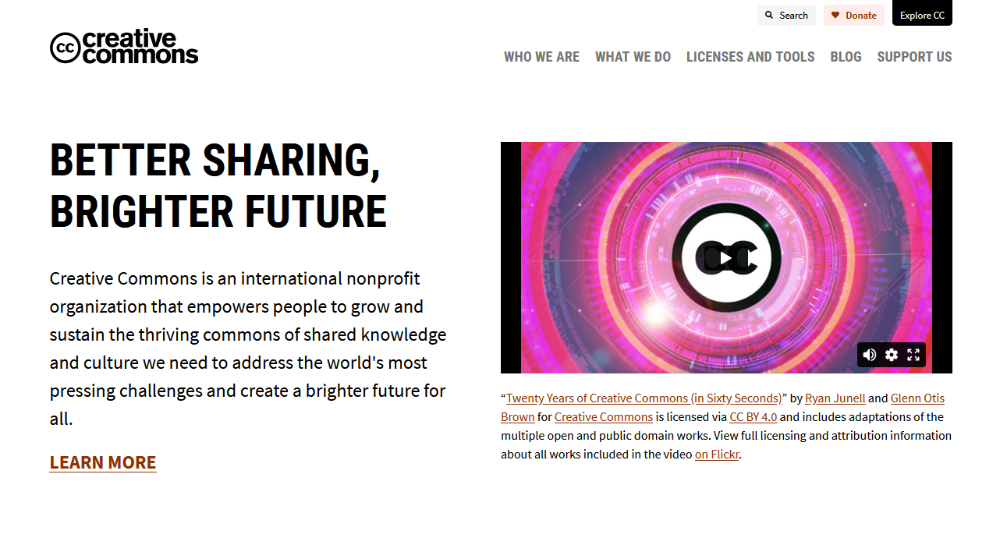 Search
Donate
Explore CC
cc creative
commons
WHO WE ARE
WHAT WE DO
LICENSES AND TOOLS
BLOG
SUPPORT US
BETTER SHARING,
BRIGHTER FUTURE
Creative Commons is an international nonprofit
organization that empowers people to grow and
sustain the thriving commons of shared knowledge
and culture we need to address the world's most
pressing challenges and create a brighter future for
all.
LEARN MORE
CC
“Twenty Years of Creative Commons (in Sixty Seconds)” by Ryan Junell and Glenn Otis
Brown for Creative Commons is licensed via CC BY 4.0 and includes adaptations of the
multiple open and public domain works. View full licensing and attribution information
about all works included in the video on Flickr.